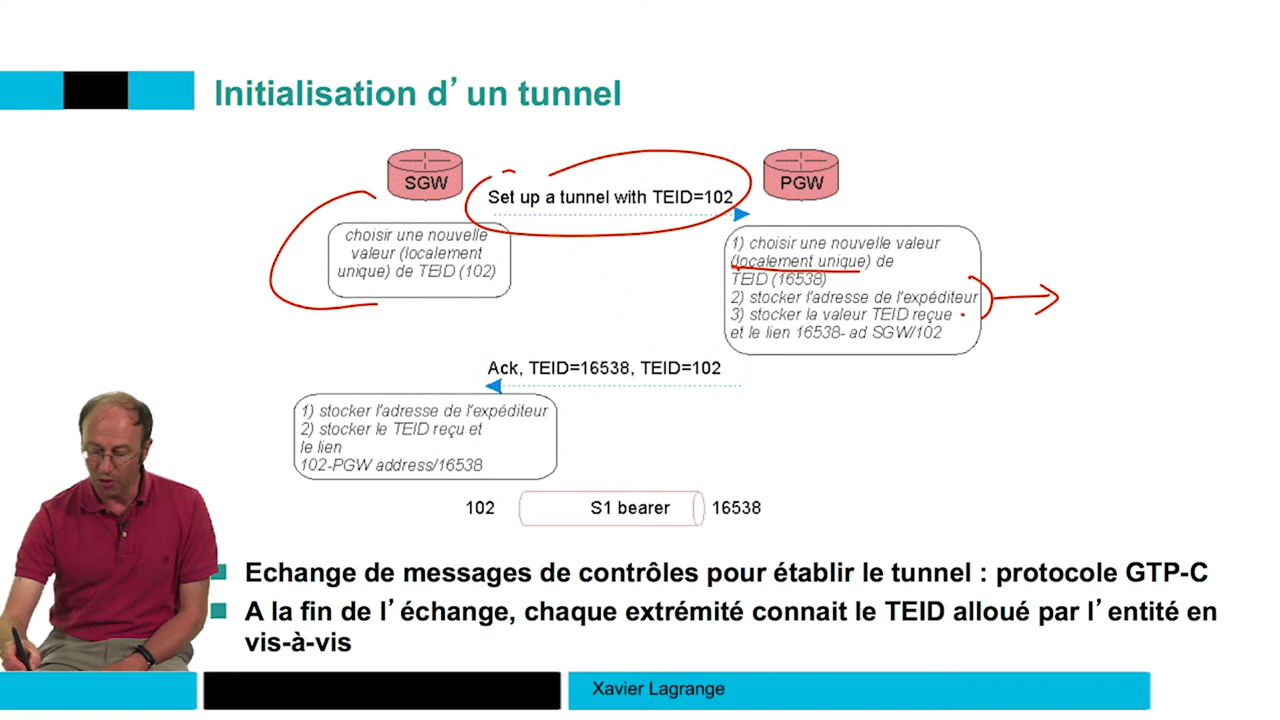 Initialisation d’un tunnel
SGW
PGW
Set up a tunnel with TEID=102
choisir une nouvelle
valeur (localement
unique) de TEID (102)
1) choisir une nouvelle valeur
(localement unique) de
TEID (16538)
2) stocker l'adresse de l'expéditeur
3) stocker la valeur TEID reçue
et le lien 16538- ad SGW/102
Ack, TEID=16538, TEID=102
1) stocker l'adresse de l'expéditeur
2) stocker le TEID reçu et
le lien
102-PGW address/16538
102
S1 bearer
16538
Echange de messages de contrôles pour établir le tunnel : protocole GTP-C
A la fin de l’échange, chaque extrémité connait le TEID alloué par l’entité en
vis-à-vis
Xavier Lagrange